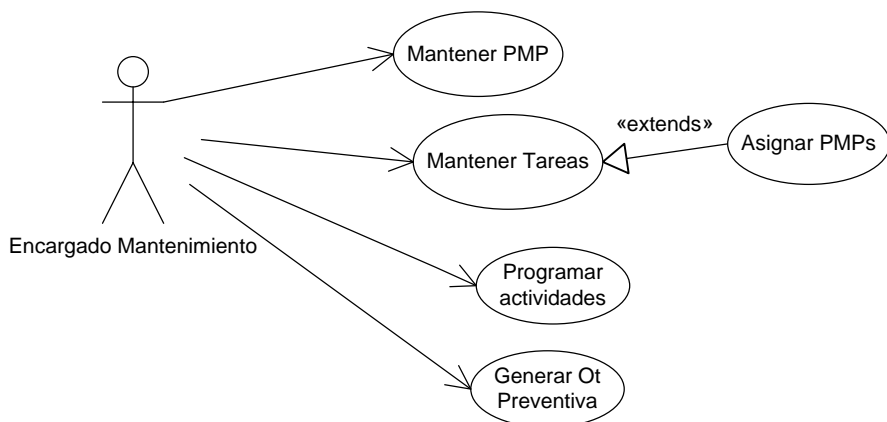 Mantener PMP
«extends»
Mantener Tareas
Asignar PMPs
Encargado Mantenimiento
Programar
actividades
Generar Ot
Preventiva